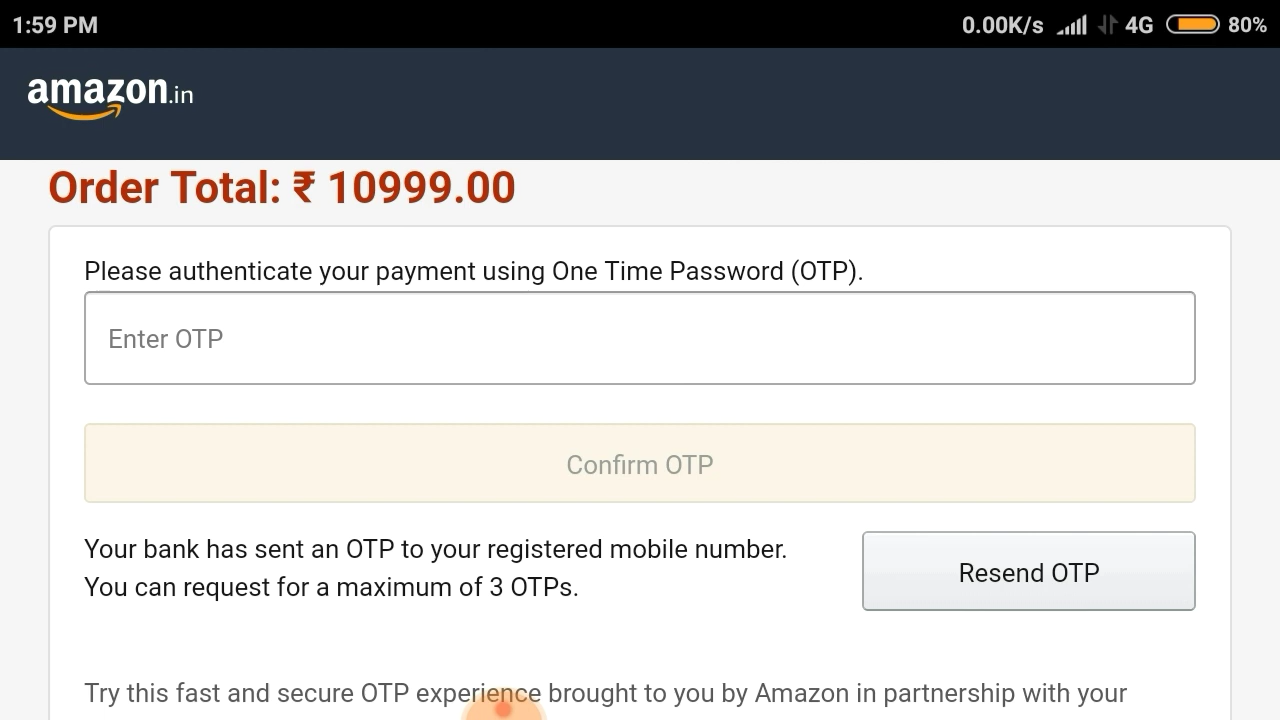 1:59 PM 0.00K/s 4G 80%
amazon.in
Order Total: ₹ 10999.00
Please authenticate your payment using One Time Password (OTP).
Enter OTP
Confirm OTP
Your bank has sent an OTP to your registered mobile number.
You can request for a maximum of 3 OTPs.
Resend OTP
Try this fast and secure OTP experience brought to you by Amazon in partnership with your